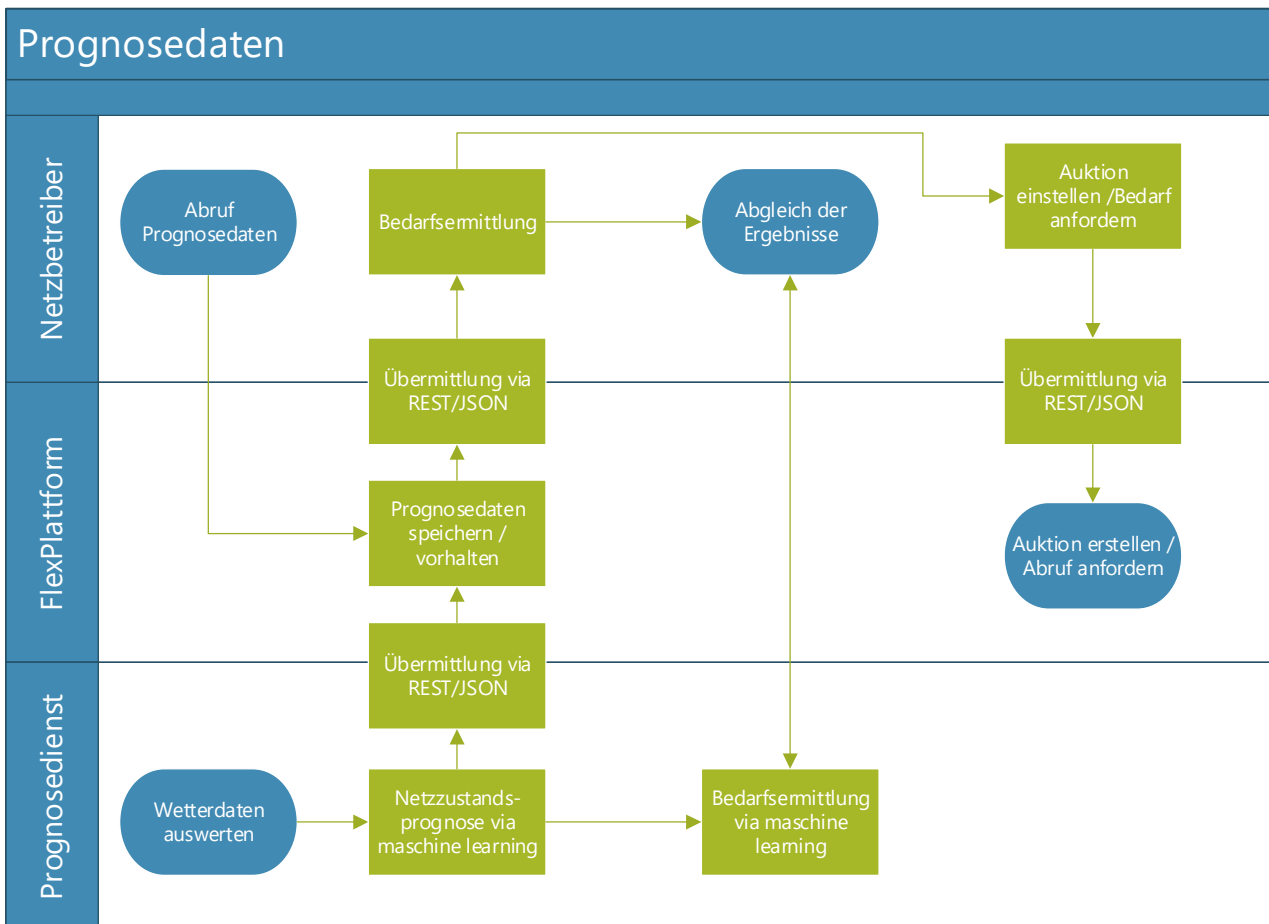 Prognosedaten
Netzbetreiber
Abruf
Prognosedaten
Bedarfsermittlung
Abgleich der
Ergebnisse
Auktion
einstellen /Bedarf
anfordern
Übermittlung via
REST/JSON
Übermittlung via
REST/JSON
FlexPlattform
Prognosedaten
speichern /
vorhalten
Auktion erstellen /
Abruf anfordern
Übermittlung via
REST/JSON
Prognosedienst
Wetterdaten
auswerten
Netzzustands-
prognose via
maschine learning
Bedarfsermittlung
via maschine
learning